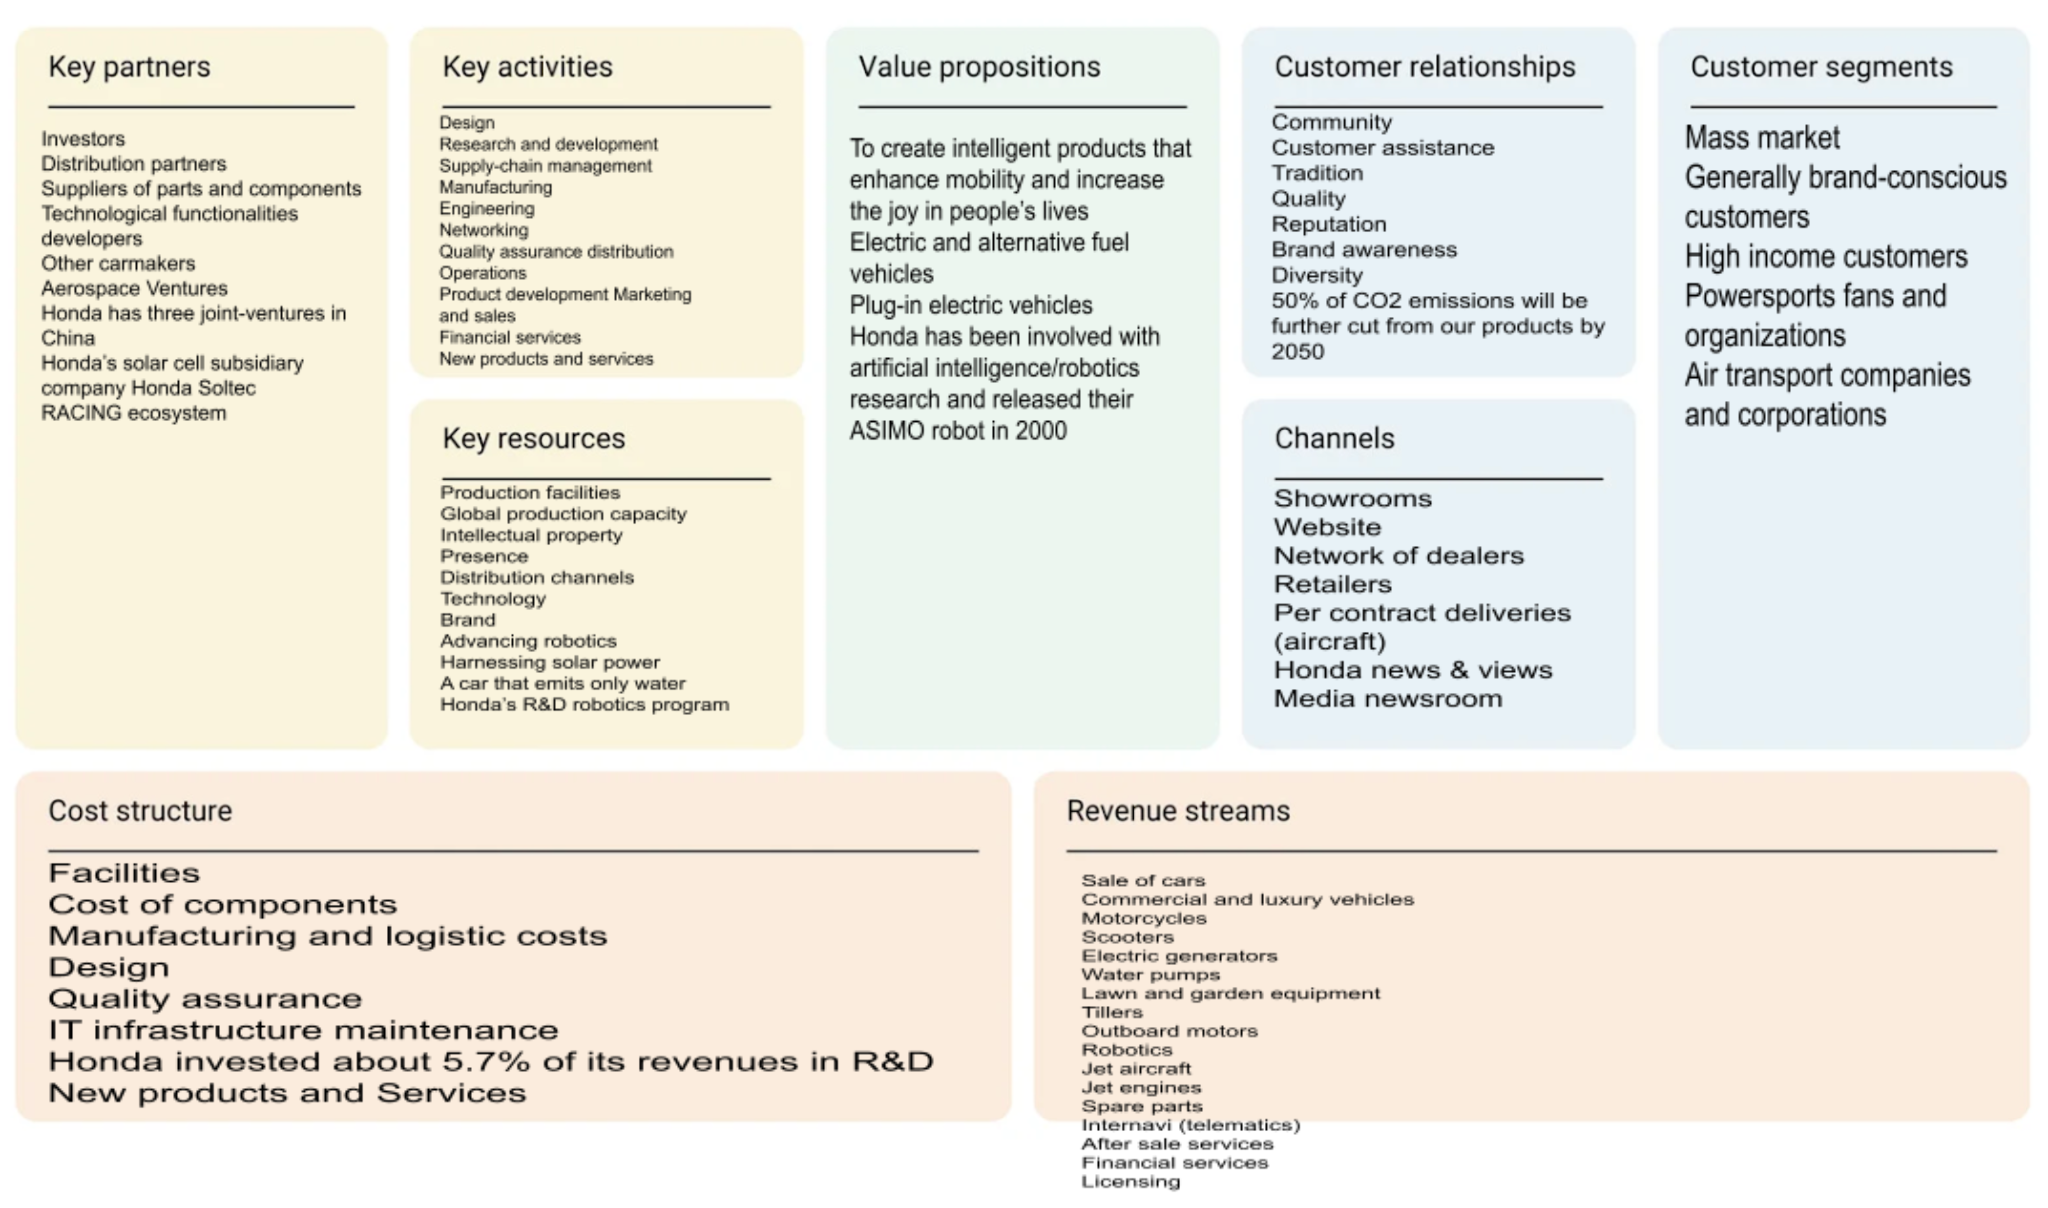 Key partners
Investors
Distribution partners
Suppliers of parts and components
Technological functionalities
developers
Other carmakers
Aerospace Ventures
Honda has three joint-ventures in
China
Honda's solar cell subsidiary
company Honda Soltec
RACING ecosystem
Key activities
Design
Research and development
Supply-chain management
Manufacturing
Engineering
Networking
Quality assurance distribution
Operations
Product development Marketing
and sales
Financial services
New products and services
Key resources
Production facilities
Global production capacity
Intellectual property
Presence
Distribution channels
Technology
Brand
Advancing robotics
Harnessing solar power
A car that emits only water
Honda's R&D robotics program
Value propositions
To create intelligent products that
enhance mobility and increase
the joy in people's lives
Electric and alternative fuel
vehicles
Plug-in electric vehicles
Honda has been involved with
artificial intelligence/robotics
research and released their
ASIMO robot in 2000
Customer relationships
Community
Customer assistance
Tradition
Quality
Reputation
Brand awareness
Diversity
50% of CO2 emissions will be
further cut from our products by
2050
Channels
Showrooms
Website
Network of dealers
Retailers
Per contract deliveries
(aircraft)
Honda news & views
Media newsroom
Customer segments
Mass market
Generally brand-conscious
customers
High income customers
Powersports fans and
organizations
Air transport companies
and corporations
Cost structure
Facilities
Cost of components
Manufacturing and logistic costs
Design
Quality assurance
IT infrastructure maintenance
Honda invested about 5.7% of its revenues in R&D
New products and Services
Revenue streams
Sale of cars
Commercial and luxury vehicles
Motorcycles
Scooters
Electric generators
Water pumps
Lawn and garden equipment
Tillers
Outboard motors
Robotics
Jet aircraft
Jet engines
Spare parts
Internavi (telematics)
After sale services
Financial services
Licensing